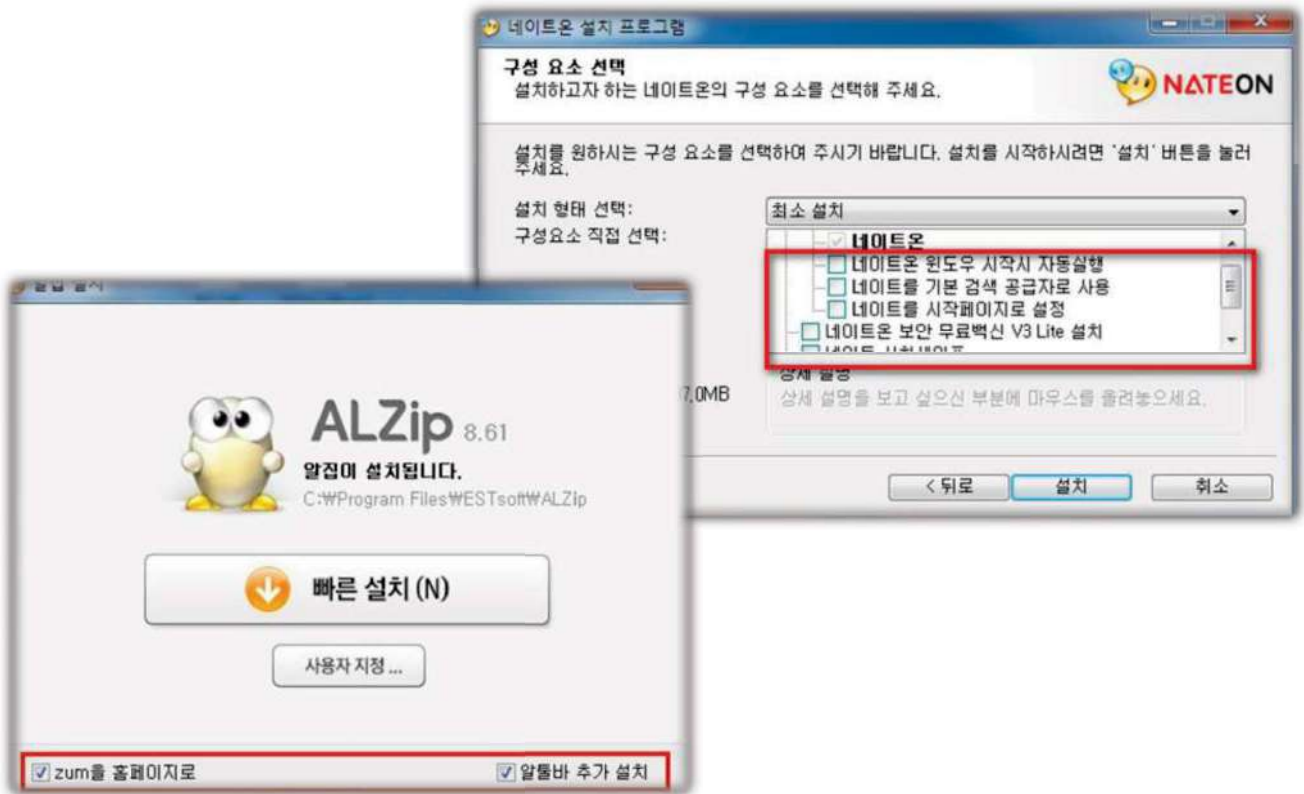 네이트온 설치 프로그램
구성 요소 선택
설치하고자 하는 네이트온의 구성 요소를 선택해 주세요.
NATEON
설치를 원하시는 구성 요소를 선택하여 주시기 바랍니다. 설치를 시작하시려면 '설치' 버튼을 눌러
주세요.
설치 형태 선택:
최소 설치
구성요소 직접 선택:
네이트온
네이트온 윈도우 시작시 자동실행
네이트를 기본 검색 공급자로 사용
네이트를 시작페이지로 설정
네이트온 보안 무료백신 V3 Lite 설치
상세 설명
7,0MB
상세 설명을 보고 싶으신 부분에 마우스를 올려놓으세요.
< 뒤로
설치
취소
알집 설치
ALZip 8.61
알집이 설치됩니다.
C:₩Program Files₩ESTsoft₩ALZip
빠른 설치 (N)
사용자 지정 ...
zum을 홈페이지로
알툴바 추가 설치